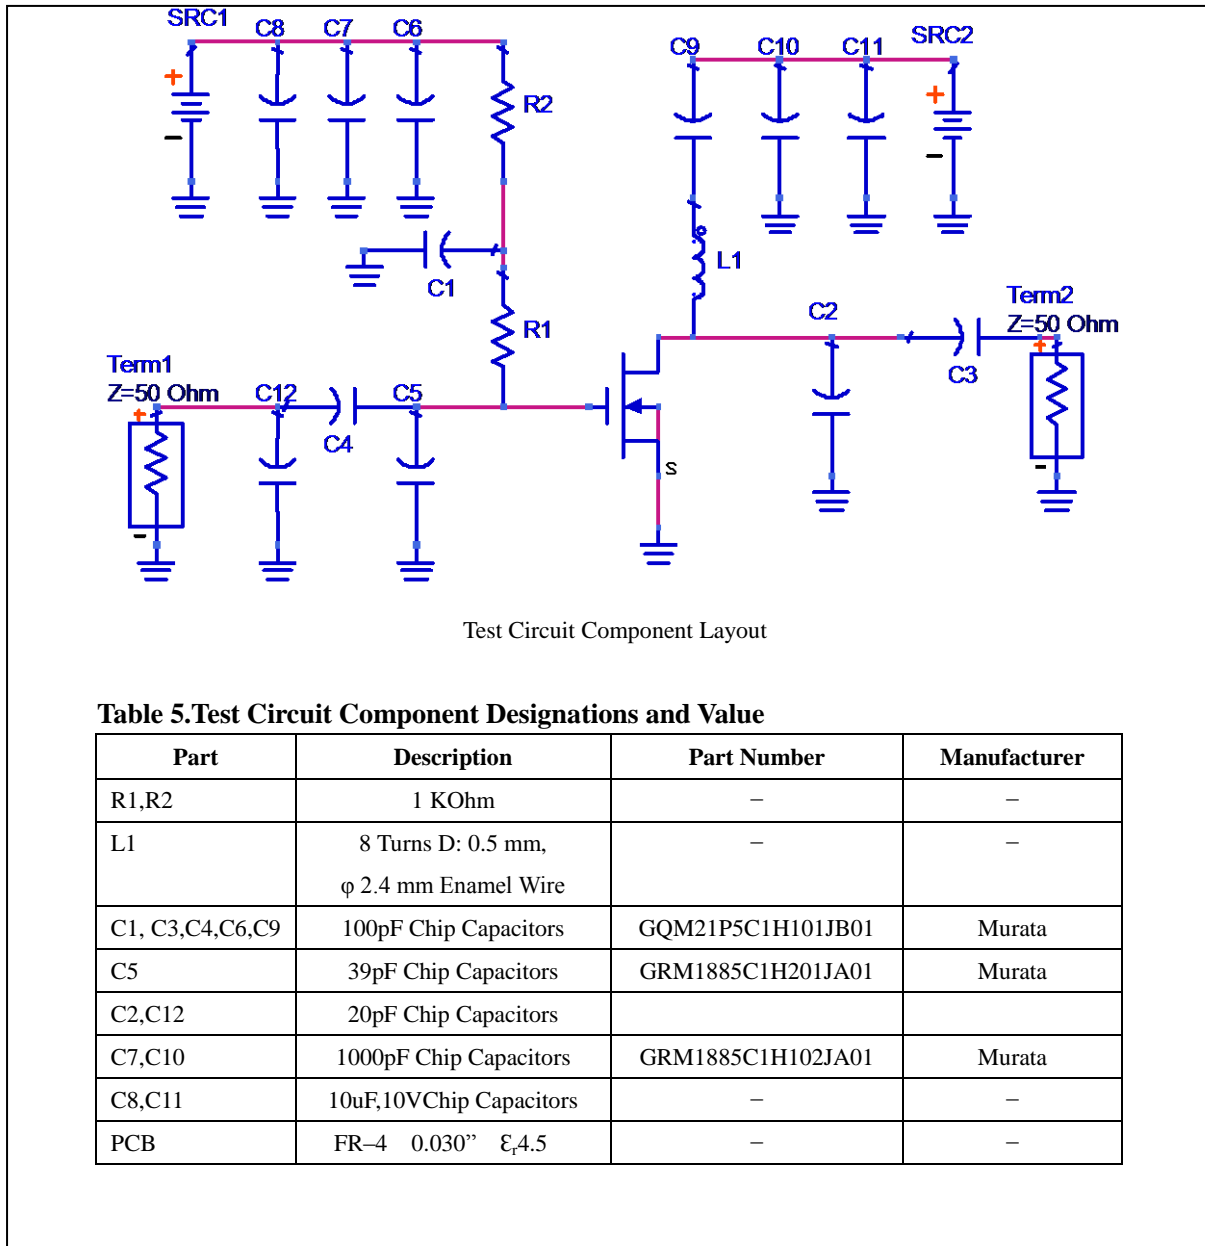 SRC1
C8 C7 C6
+
R2
−
C9 C10 C11 SRC2
+
−
C1
L1
R1
C2
Term2
Z=50 Ohm
+
C3
−
Term1
Z=50 Ohm
+
C12
C4
C5
−
S
Test Circuit Component Layout
Table 5.Test Circuit Component Designations and Value
Part Description Part Number Manufacturer
R1,R2 1 KOhm − −
L1 8 Turns D: 0.5 mm, − −
φ 2.4 mm Enamel Wire
C1, C3,C4,C6,C9 100pF Chip Capacitors GQM21P5C1H101JB01 Murata
C5 39pF Chip Capacitors GRM1885C1H201JA01 Murata
C2,C12 20pF Chip Capacitors
C7,C10 1000pF Chip Capacitors GRM1885C1H102JA01 Murata
C8,C11 10uF,10VChip Capacitors − −
PCB FR–4 0.030” Ɛr4.5 − −